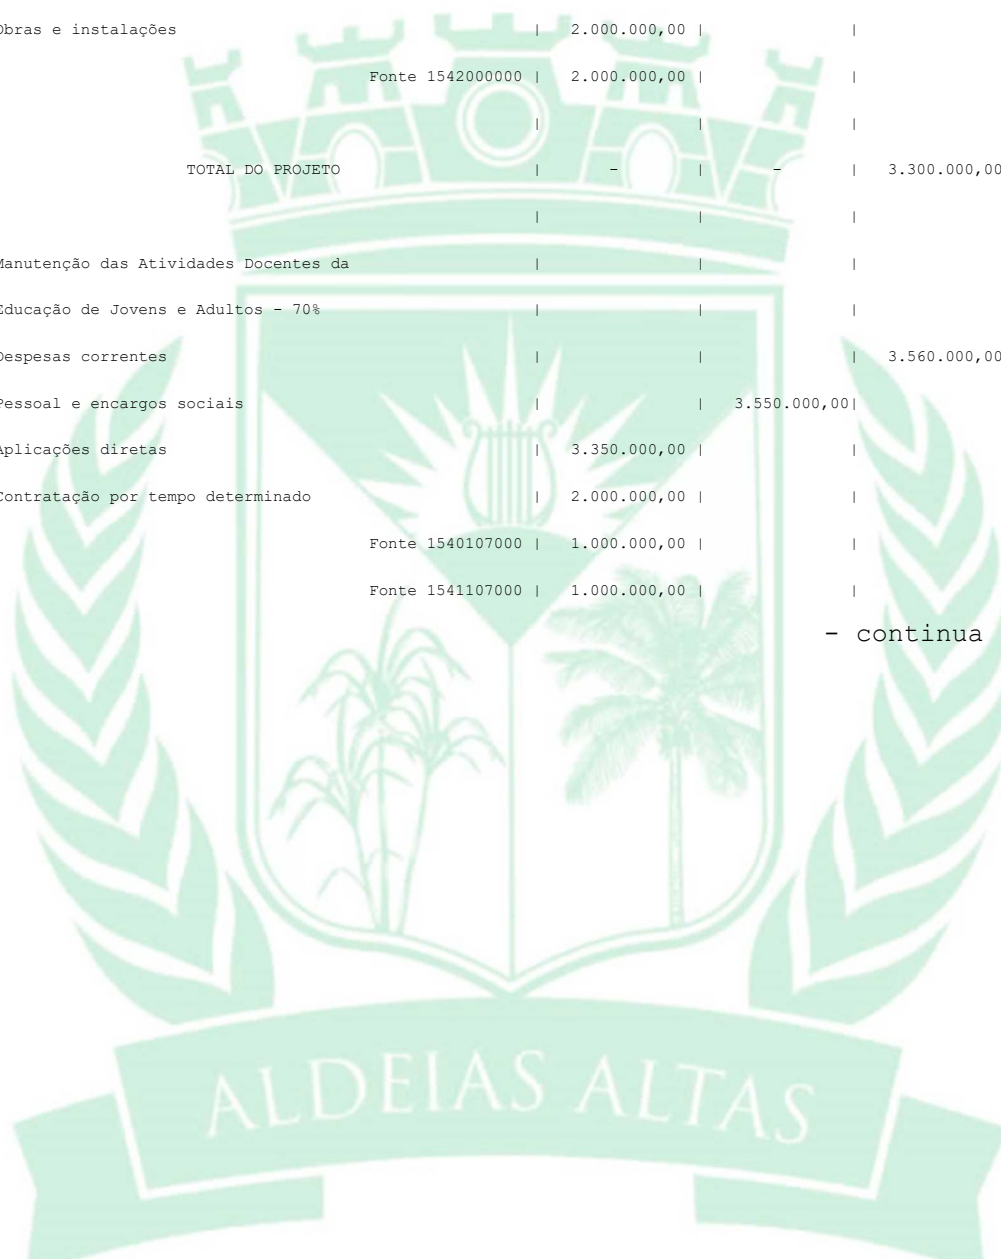 Obras e instalações | 2.000.000,00 | |
Fonte 1542000000 | 2.000.000,00 | |
| | |
TOTAL DO PROJETO | - | - | 3.300.000,00
| | |
Manutenção das Atividades Docentes da | | |
Educação de Jovens e Adultos - 70% | | |
Despesas correntes | | | 3.560.000,00
Pessoal e encargos sociais | | 3.550.000,00|
Aplicações diretas | 3.350.000,00 | |
Contratação por tempo determinado | 2.000.000,00 | |
Fonte 1540107000 | 1.000.000,00 | |
Fonte 1541107000 | 1.000.000,00 | |
- continua
ALDEIAS ALTAS